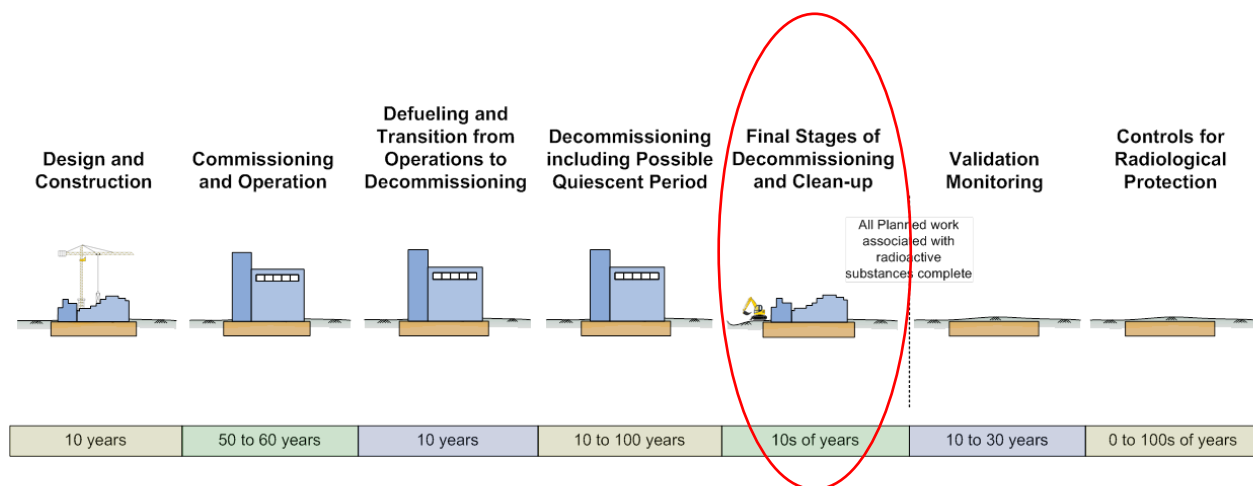 Design and
Construction
Commissioning
and Operation
Defueling and
Transition from
Operations to
Decommissioning
Decommissioning
including Possible
Quiescent Period
Final Stages of
Decommissioning
and Clean-up
Validation
Monitoring
Controls for
Radiological
Protection
All Planned work
associated with
radioactive
substances complete
10 years
50 to 60 years
10 years
10 to 100 years
10s of years
10 to 30 years
0 to 100s of years